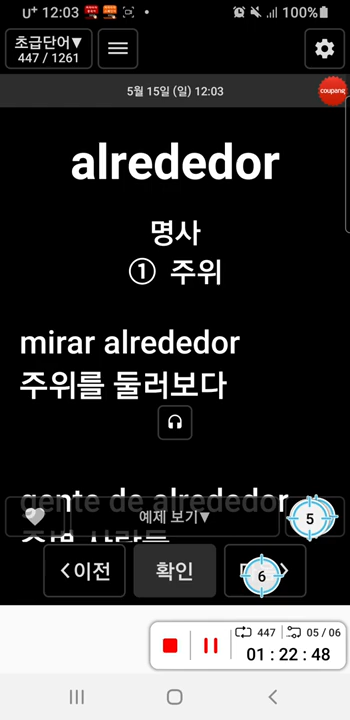 U+ 12:03 100%
초급단어▼
447 / 1261
5월 15일 (일) 12:03
coupang
alrededor
명사
① 주위
mirar alrededor
주위를 둘러보다
gente de alrededor
예제 보기▼
5
<이전
확인
6
447 05 / 06
01 : 22 : 48